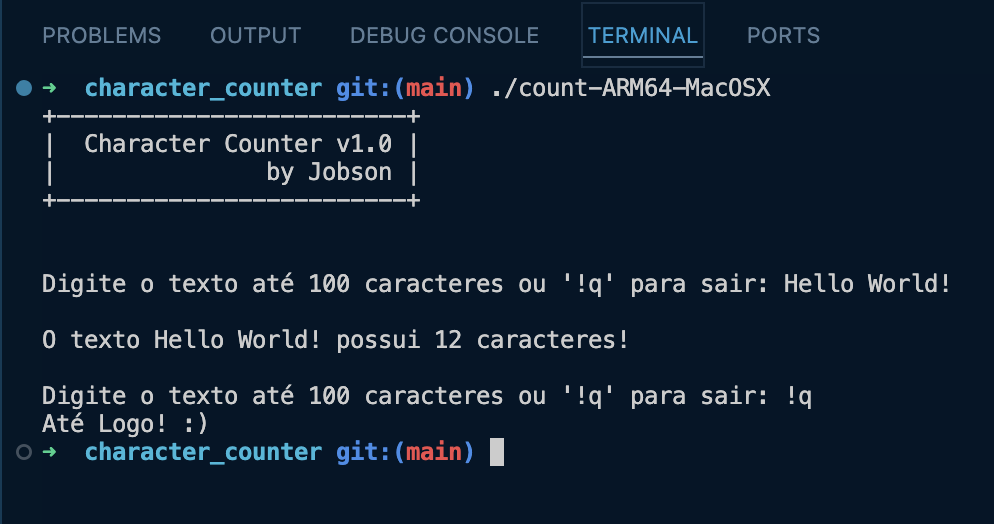 PROBLEMS OUTPUT DEBUG CONSOLE TERMINAL PORTS
➜  character_counter git:(main) ./count-ARM64-MacOSX
+-------------------------+
|  Character Counter v1.0 |
|               by Jobson |
+-------------------------+
Digite o texto até 100 caracteres ou '!q' para sair: Hello World!
O texto Hello World! possui 12 caracteres!
Digite o texto até 100 caracteres ou '!q' para sair: !q
Até Logo! :)
➜  character_counter git:(main)